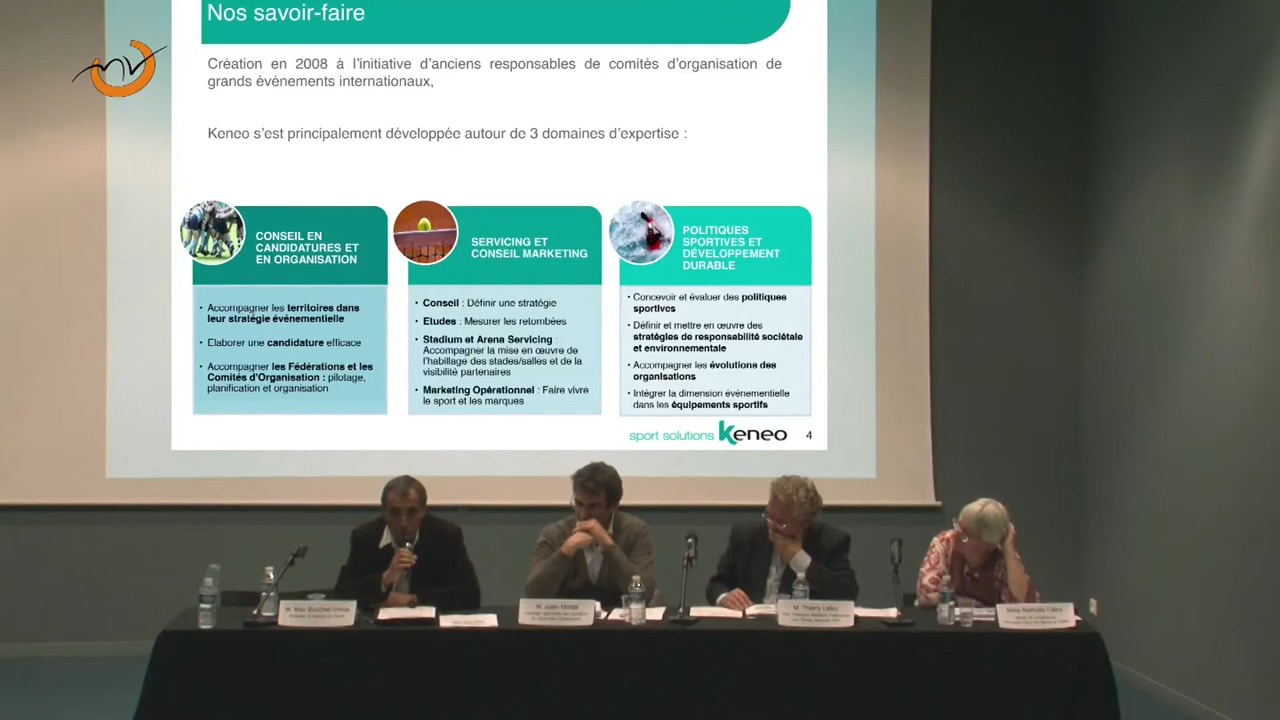 Nos savoir-faire
Création en 2008 à l'initiative d'anciens responsables de comités d'organisation de
grands événements internationaux,
Keneo s'est principalement développée autour de 3 domaines d'expertise :
CONSEIL EN
CANDIDATURES ET
EN ORGANISATION
• Accompagner les territoires dans
leur stratégie événementielle
• Elaborer une candidature efficace
• Accompagner les Fédérations et les
Comités d'Organisation : pilotage,
planification et organisation
SERVICING ET
CONSEIL MARKETING
• Conseil : Définir une stratégie
• Etudes : Mesurer les retombées
• Stadium et Arena Servicing :
Accompagner la mise en œuvre de
l'habillage des stades/salles et de la
visibilité partenaires
• Marketing Opérationnel : Faire vivre
le sport et les marques
POLITIQUES
SPORTIVES ET
DÉVELOPPEMENT
DURABLE
• Concevoir et évaluer des politiques
sportives
• Définir et mettre en œuvre des
stratégies de responsabilité sociétale
et environnementale
• Accompagner les évolutions des
organisations
• Intégrer la dimension événementielle
dans les équipements sportifs
sport solutions keneo 4
nv
M. Thierry
Mme Nathalie